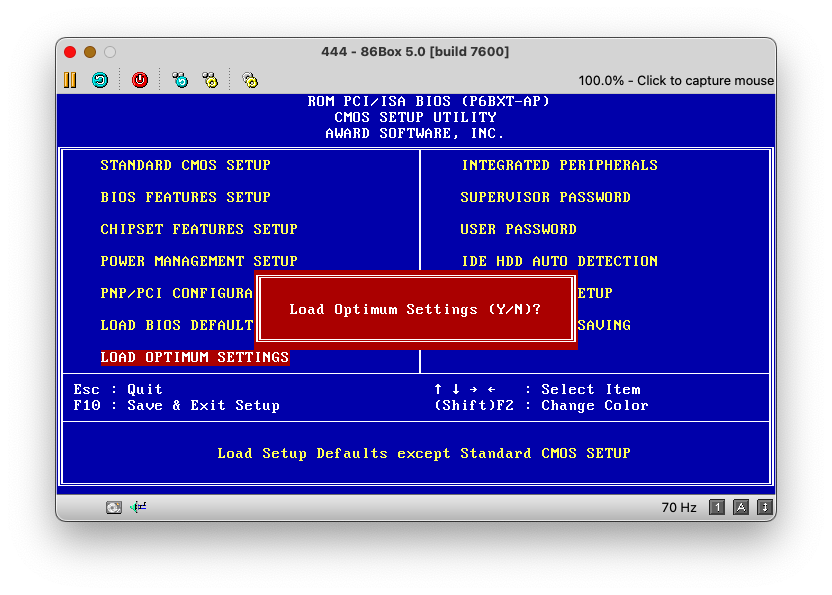 444 - 86Box 5.0 [build 7600]
100.0% - Click to capture mouse
ROM PCI/ISA BIOS (P6BXT-AP)
CMOS SETUP UTILITY
AWARD SOFTWARE, INC.
STANDARD CMOS SETUP
BIOS FEATURES SETUP
CHIPSET FEATURES SETUP
POWER MANAGEMENT SETUP
PNP/PCI CONFIGURA
LOAD BIOS DEFAULT
LOAD OPTIMUM SETTINGS
INTEGRATED PERIPHERALS
SUPERVISOR PASSWORD
USER PASSWORD
IDE HDD AUTO DETECTION
ETUP
SAVING
Load Optimum Settings (Y/N)?
Esc : Quit
F10 : Save & Exit Setup
↑ ↓ → ← : Select Item
(Shift)F2 : Change Color
Load Setup Defaults except Standard CMOS SETUP
70 Hz
1 A